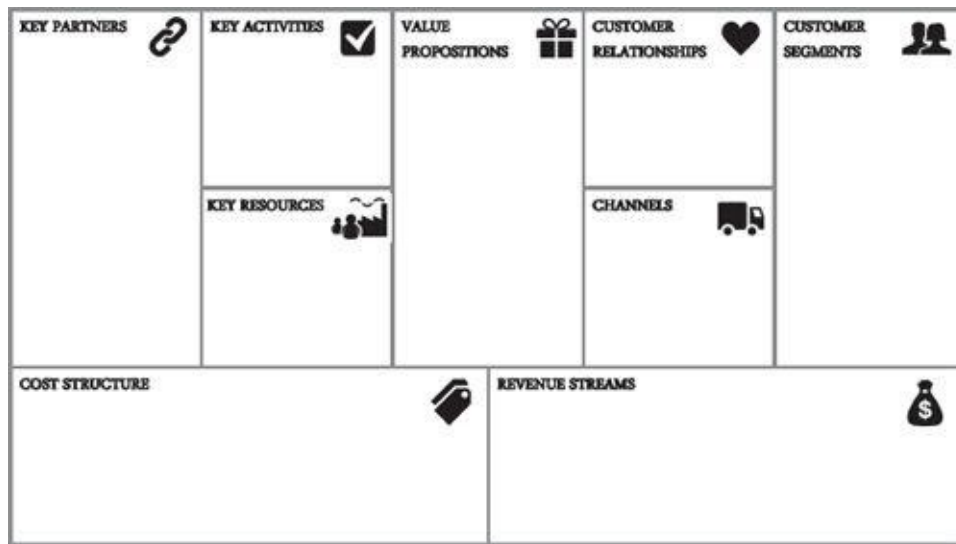 KEY PARTNERS
KEY ACTIVITIES
VALUE
PROPOSITIONS
CUSTOMER
RELATIONSHIPS
CUSTOMER
SEGMENTS
KEY RESOURCES
CHANNELS
COST STRUCTURE
REVENUE STREAMS
$